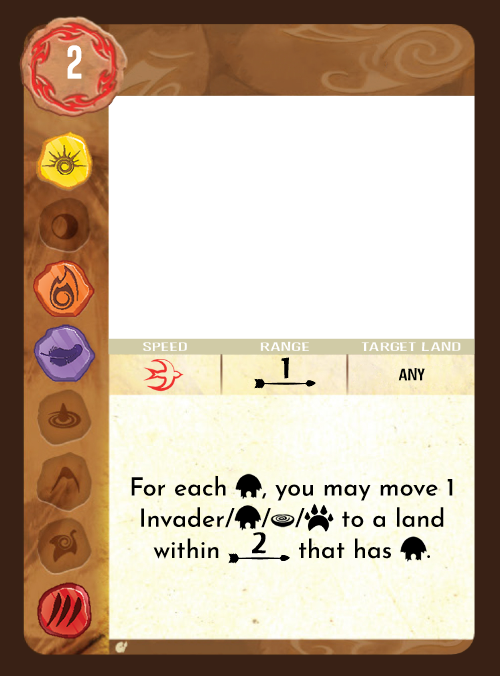 2
SPEED RANGE TARGET LAND
1 ANY
For each , you may move 1
Invader/ / / to a land
within 2 that has .